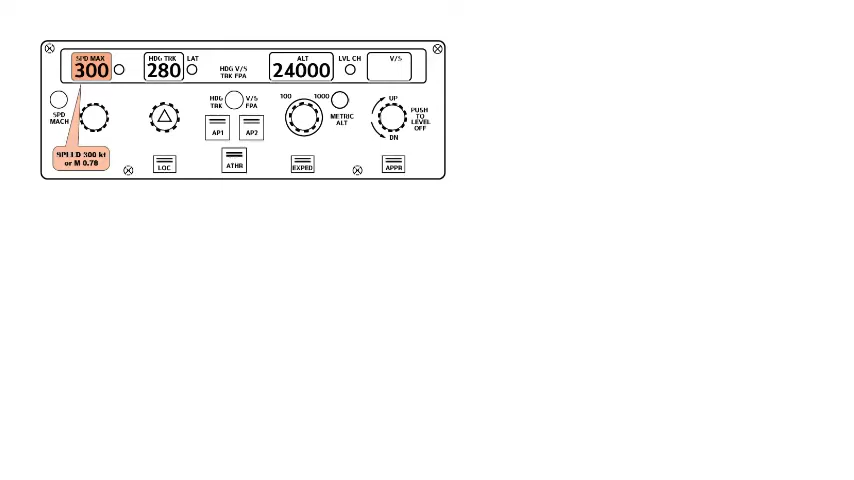 SPD MAX
300
HDG TRK
280
LAT
HDG V/S
TRK FPA
ALT
24000
LVL CH
V/S
SPD
MACH
HDG
TRK
V/S
FPA
100
1000
METRIC
ALT
UP
DN
PUSH
TO
LEVEL
OFF
AP1
AP2
SPEED 300 kt
or M 0.78
LOC
ATHR
EXPED
APPR